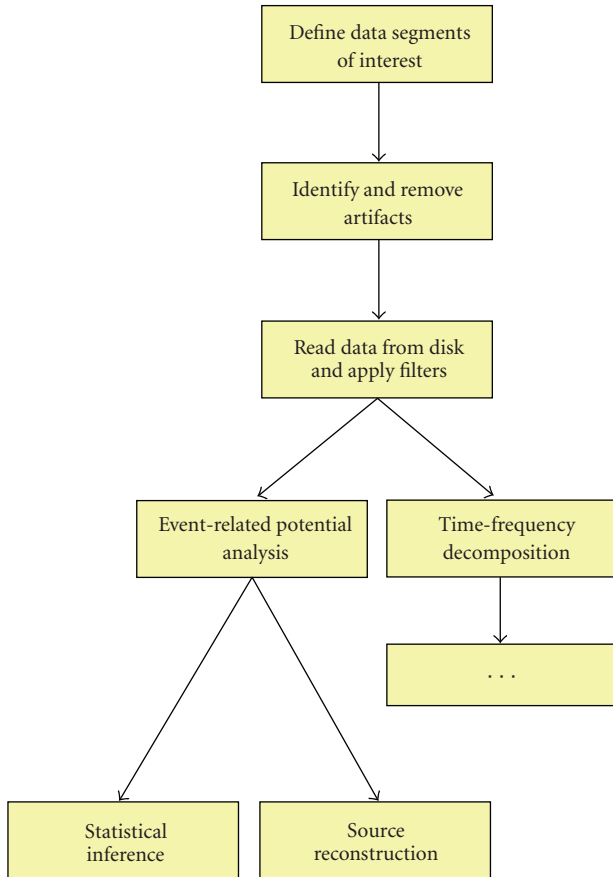 Define data segments
of interest
Identify and remove
artifacts
Read data from disk
and apply filters
Event-related potential
analysis
Time-frequency
decomposition
. . .
Statistical
inference
Source
reconstruction